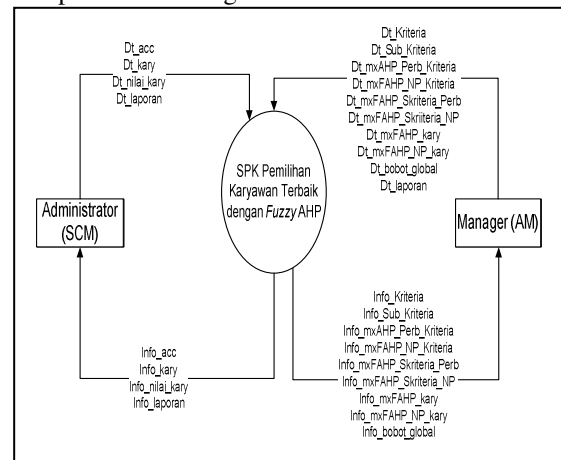 Dt_acc
Dt_kary
Dt_nilai_kary
Dt_laporan
Dt_Kriteria
Dt_Sub_Kriteria
Dt_mxAHP_Perb_Kriteria
Dt_mxFAHP_NP_Kriteria
Dt_mxFAHP_Skriteria_Perb
Dt_mxFAHP_Skriiteria_NP
Dt_mxFAHP_kary
Dt_mxFAHP_NP_kary
Dt_bobot_global
Dt_laporan
SPK Pemilihan
Karyawan Terbaik
dengan Fuzzy AHP
Administrator
(SCM)
Manager (AM)
Info_acc
Info_kary
Info_nilai_kary
Info_laporan
Info_Kriteria
Info_Sub_Kriteria
Info_mxAHP_Perb_Kriteria
Info_mxFAHP_NP_Kriteria
Info_mxFAHP_Skriteria_Perb
Info_mxFAHP_Skriteria_NP
Info_mxFAHP_kary
Info_mxFAHP_NP_kary
Info_bobot_global